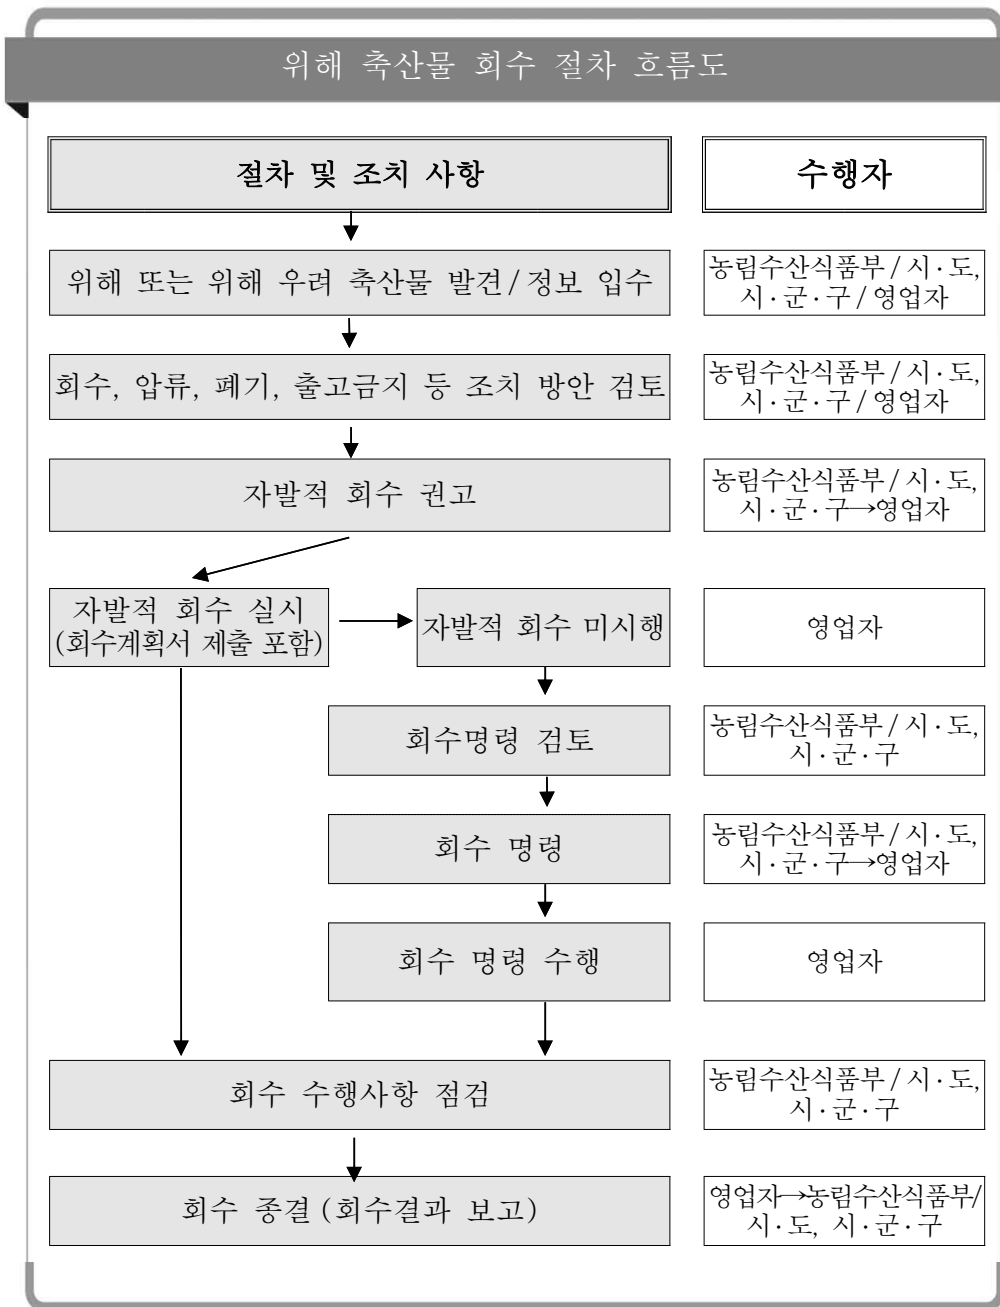 위해 축산물 회수 절차 흐름도
절차 및 조치 사항
수행자
위해 또는 위해 우려 축산물 발견/정보 입수
농림수산식품부/시·도,
시·군·구/영업자
회수, 압류, 폐기, 출고금지 등 조치 방안 검토
농림수산식품부/시·도,
시·군·구/영업자
자발적 회수 권고
농림수산식품부/시·도,
시·군·구→영업자
자발적 회수 실시
(회수계획서 제출 포함)
자발적 회수 미시행
영업자
회수명령 검토
농림수산식품부/시·도,
시·군·구
회수 명령
농림수산식품부/시·도,
시·군·구→영업자
회수 명령 수행
영업자
회수 수행사항 점검
농림수산식품부/시·도,
시·군·구
회수 종결(회수결과 보고)
영업자→농림수산식품부/
시·도, 시·군·구